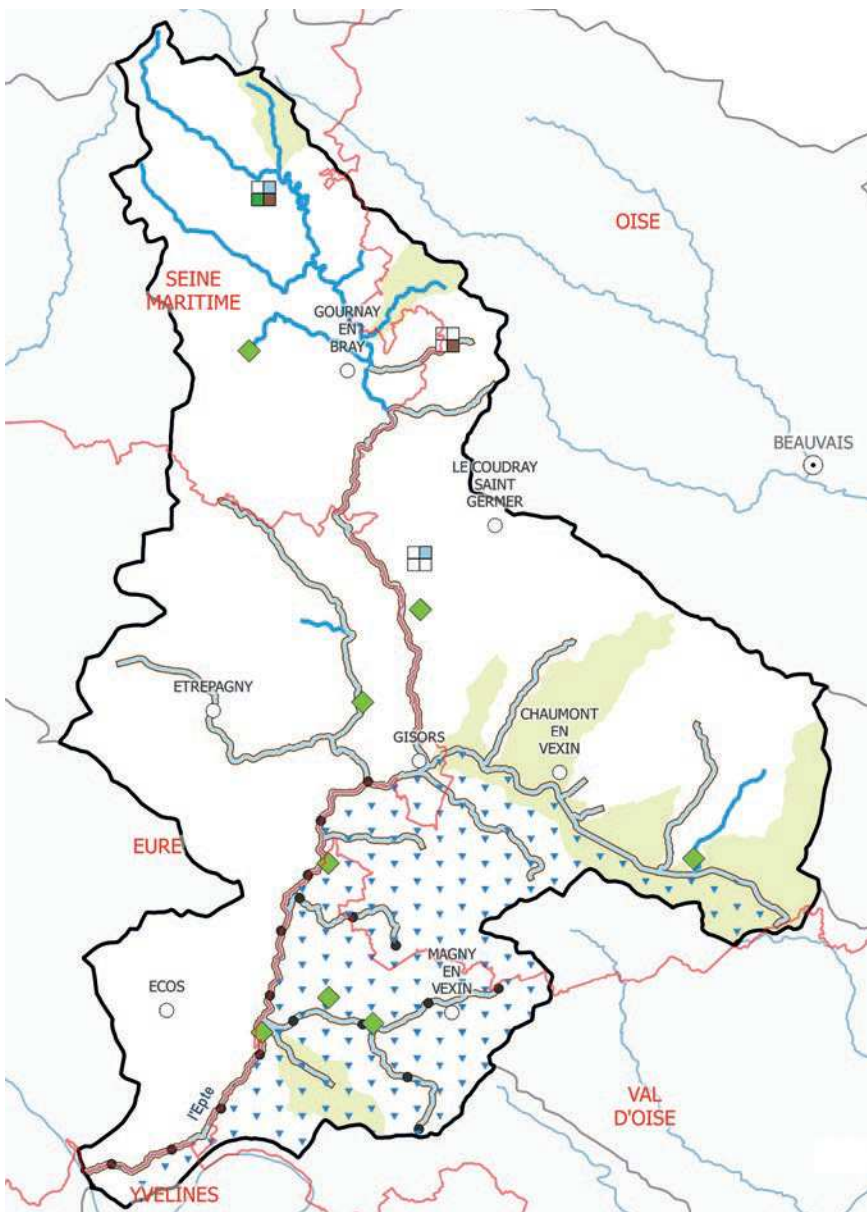 OISE
SEINE
MARITIME
GOURNAY
EN
BRAY
BEAUVAIS
LE COUDRAY
SAINT
GERMER
ETREPAGNY
GISORS
CHAUMONT
EN
VEXIN
EURE
MAGNY
EN
VEXIN
ECOS
l'Epte
VAL
D'OISE
YVELINES